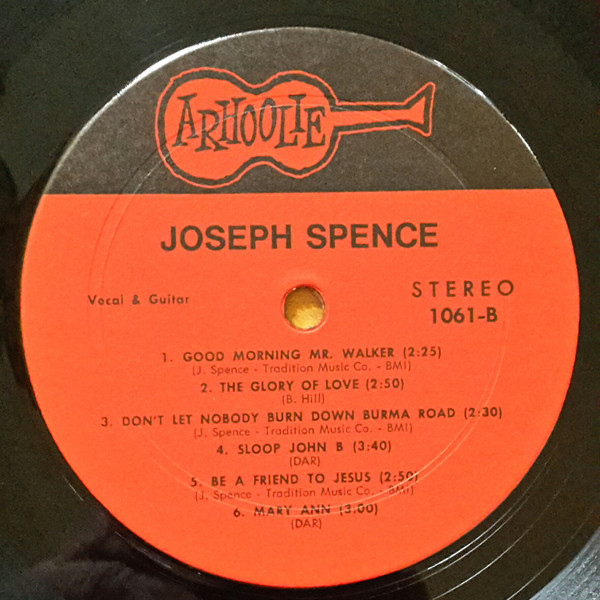 ARHOOLIE
JOSEPH SPENCE
Vocal & Guitar
STEREO
1061-B
1. GOOD MORNING MR. WALKER (2:25)
(J. Spence - Tradition Music Co. - BMI)
2. THE GLORY OF LOVE (2:50)
(B. Hill)
3. DON'T LET NOBODY BURN DOWN BURMA ROAD (2:30)
(J. Spence - Tradition Music Co. - BMI)
4. SLOOP JOHN B (3:40)
(DAR)
5. BE A FRIEND TO JESUS (2:50)
(J. Spence - Tradition Music Co. - BMI)
6. MARY ANN (3.00)
(DAR)